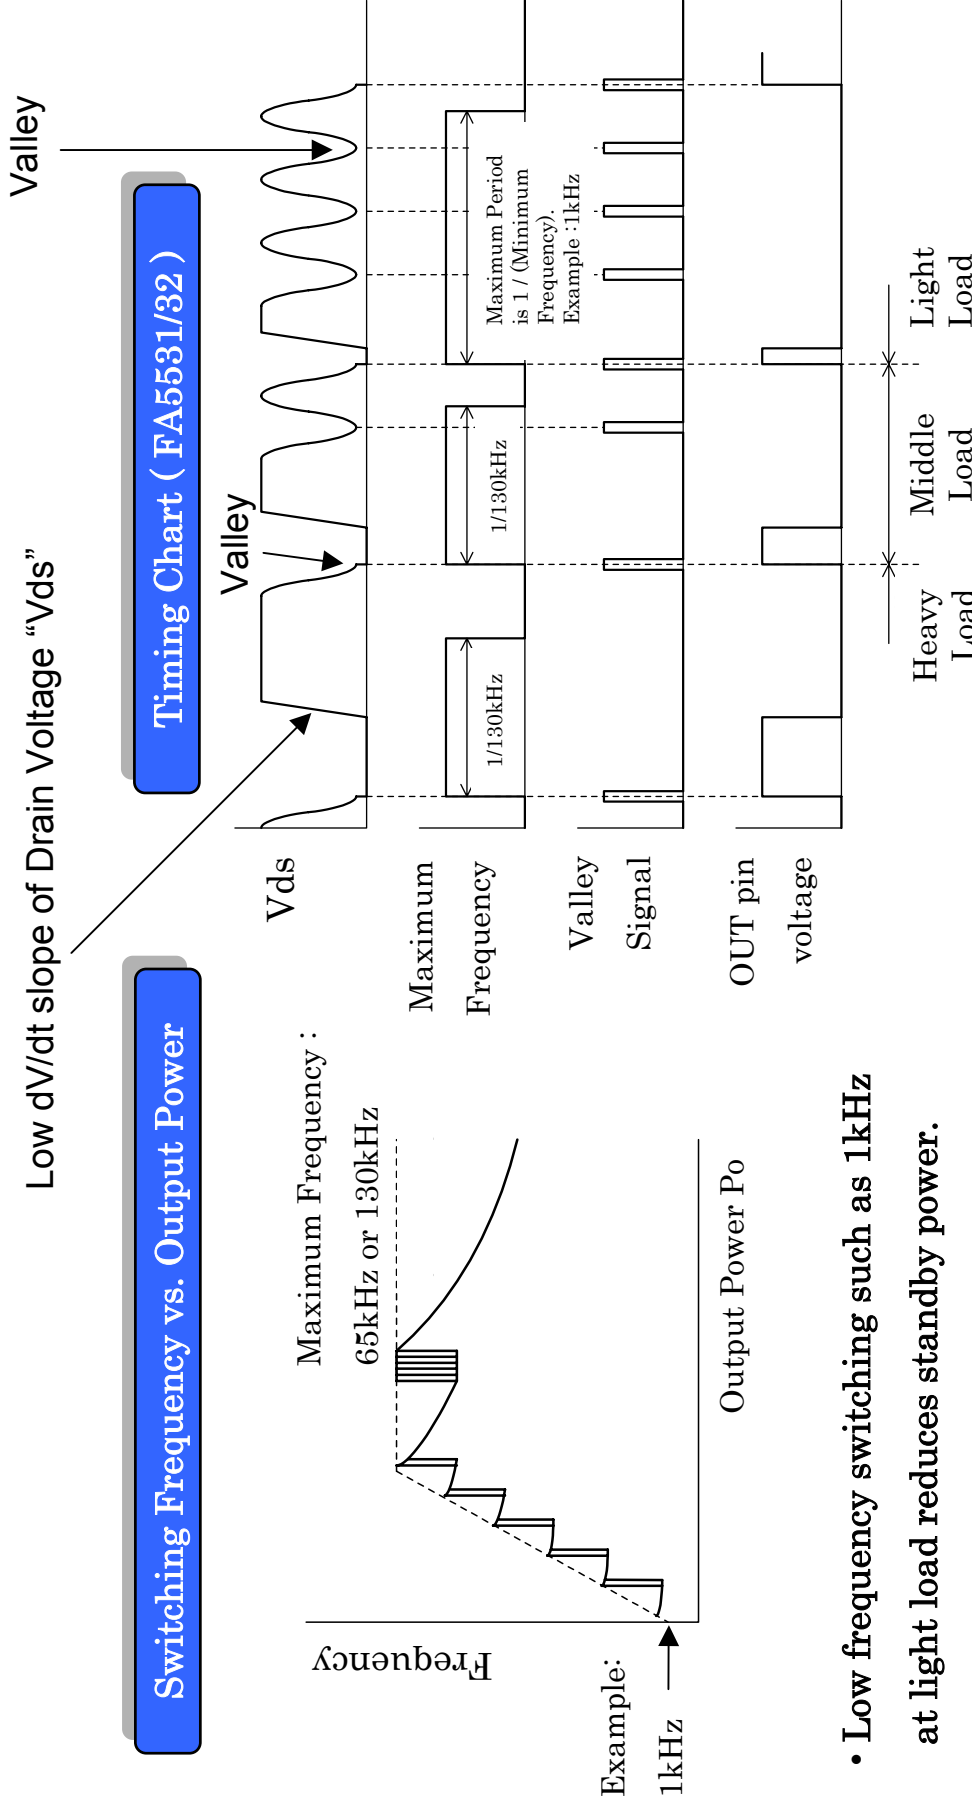 Low dV/dt slope of Drain Voltage “Vds”
Valley
Switching Frequency vs. Output Power
Timing Chart ( FA5531/32 )
Valley
Maximum Frequency :
65kHz or 130kHz
Frequency
Example:
1kHz
Output Power Po
Vds
Maximum
Frequency
1/130kHz
1/130kHz
Maximum Period
is 1 / (Minimum
Frequency).
Example :1kHz
Valley
Signal
OUT pin
voltage
Heavy
Load
Middle
Load
Light
Load
• Low frequency switching such as 1kHz
at light load reduces standby power.